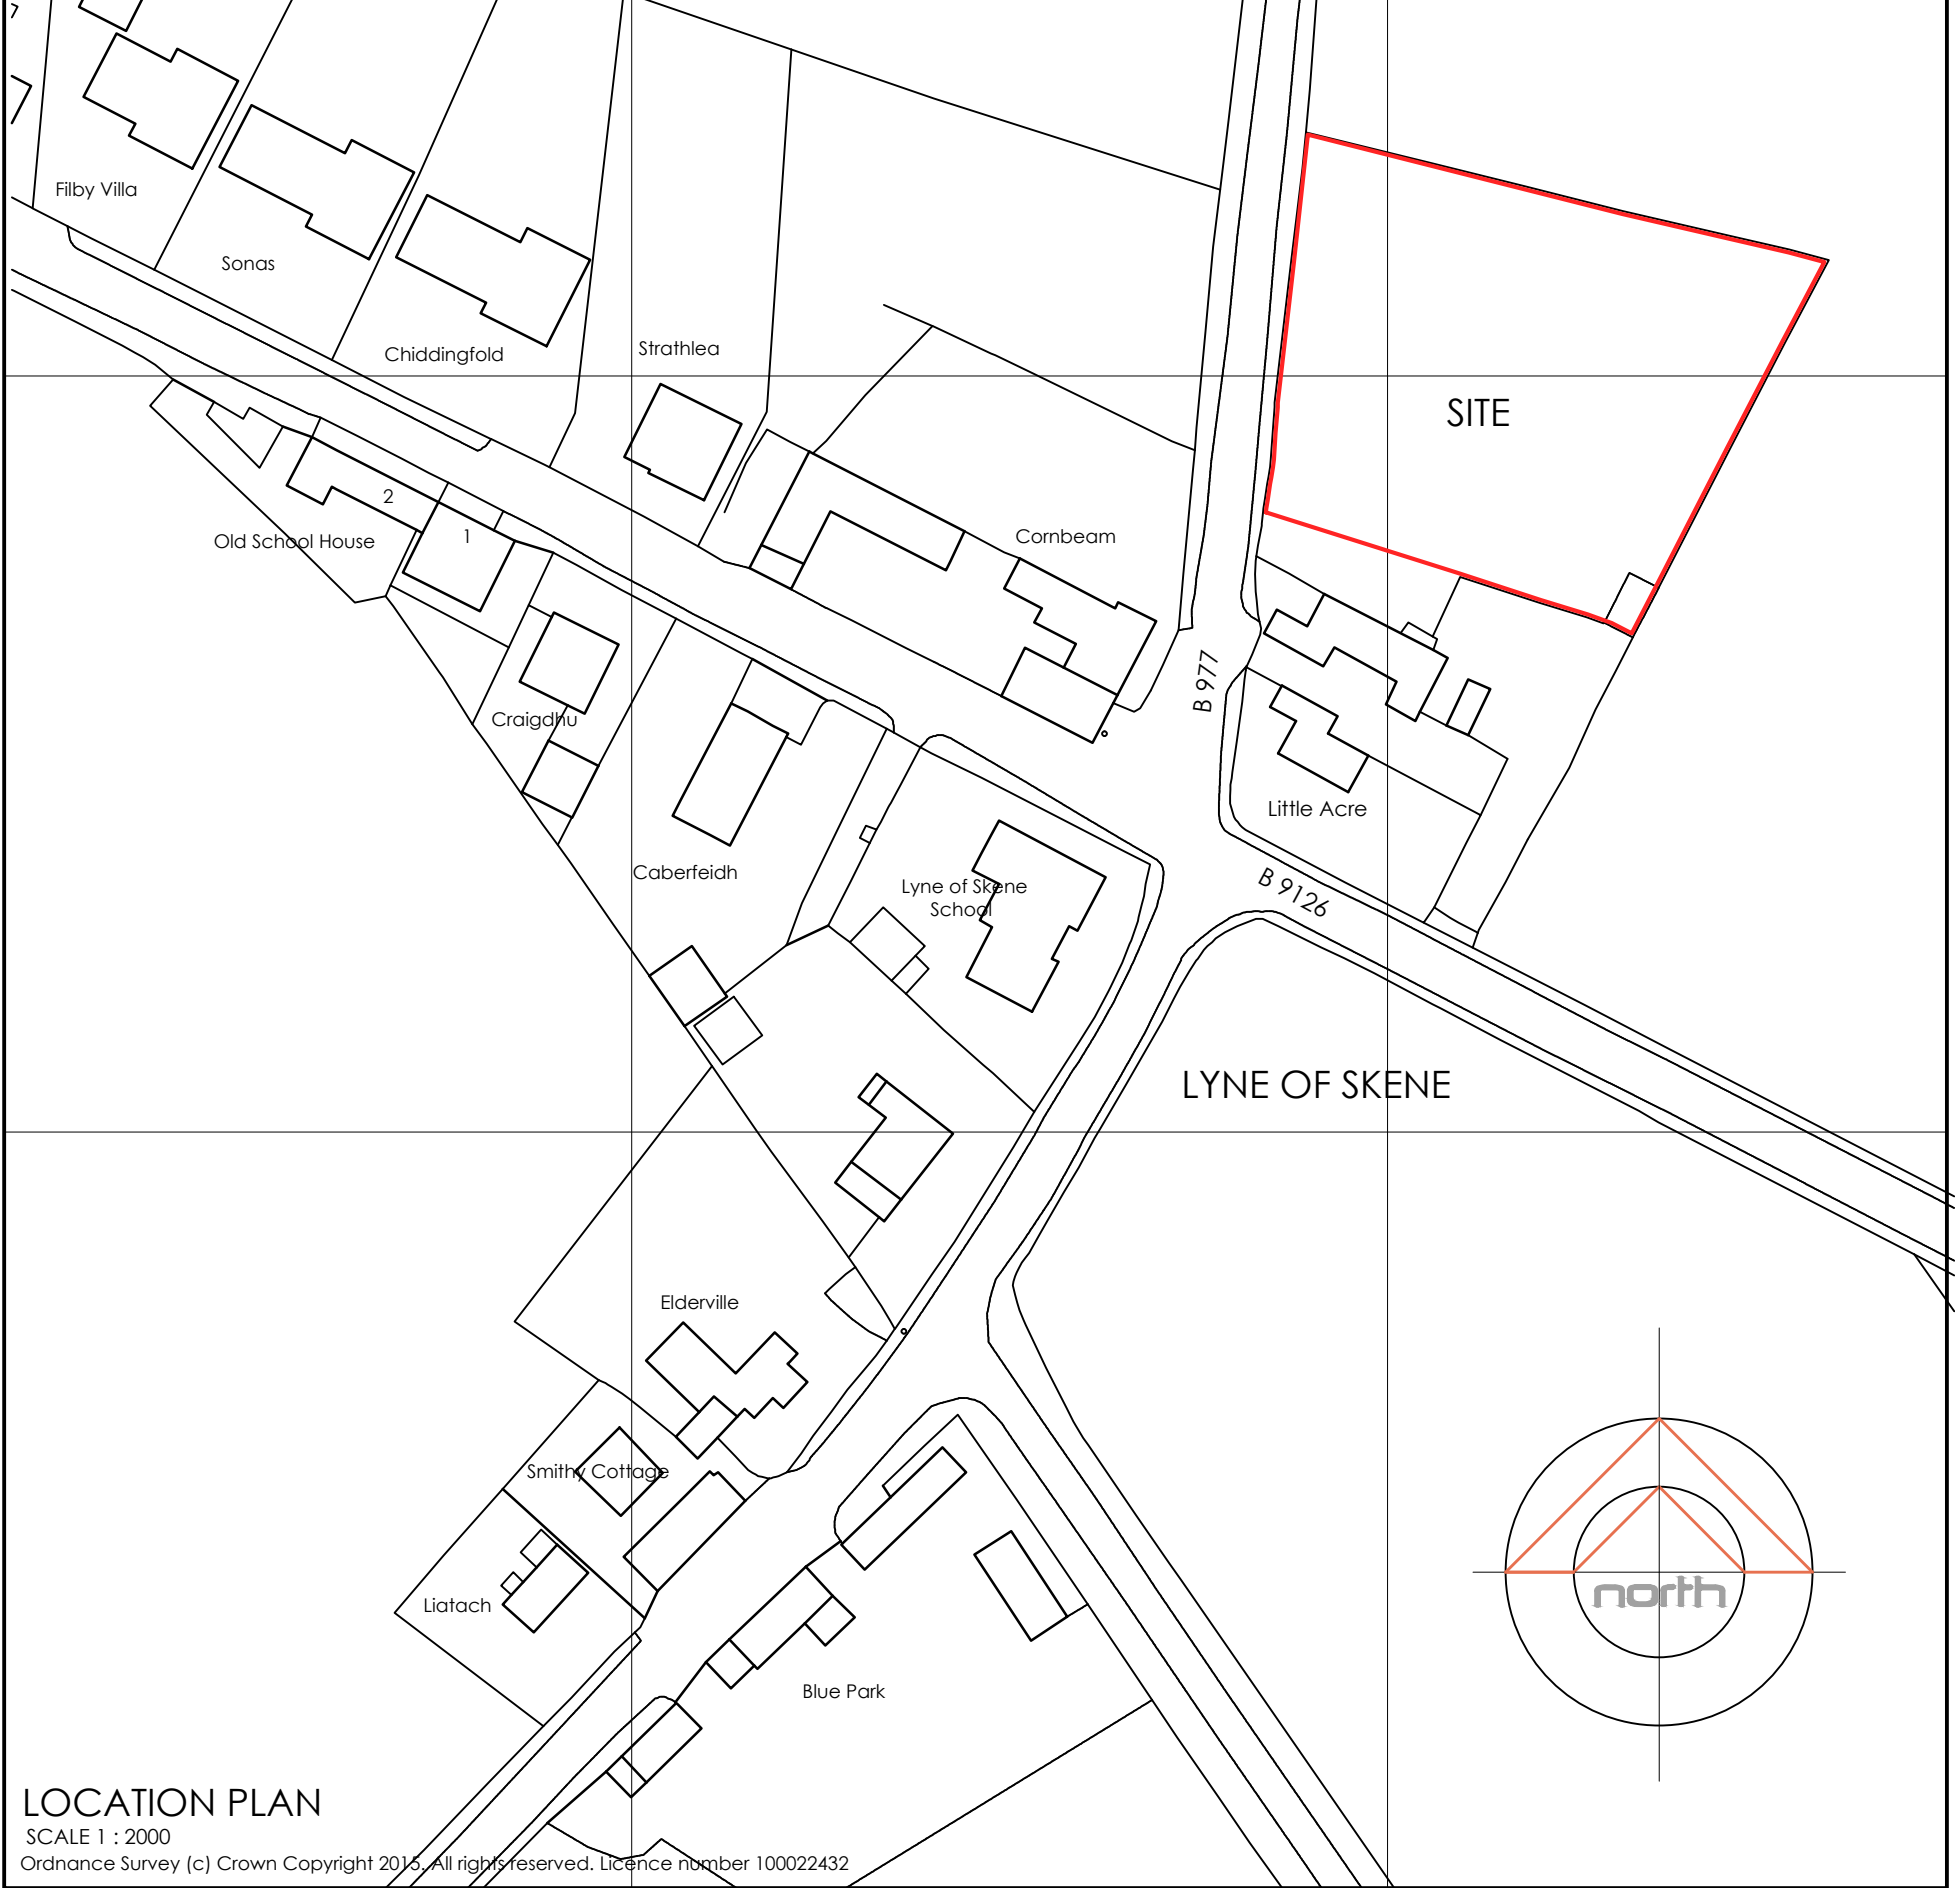 Filby Villa
Sonas
Chiddingfold
Strathlea
SITE
2
1
Old School House
Cornbeam
B 977
Craigdhu
Little Acre
Caberfeidh
B 9126
Lyne of Skene
School
LYNE OF SKENE
Elderville
Smithy Cottage
north
Liatach
Blue Park
LOCATION PLAN
SCALE 1 : 2000
Ordnance Survey (c) Crown Copyright 2015. All rights reserved. Licence number 100022432